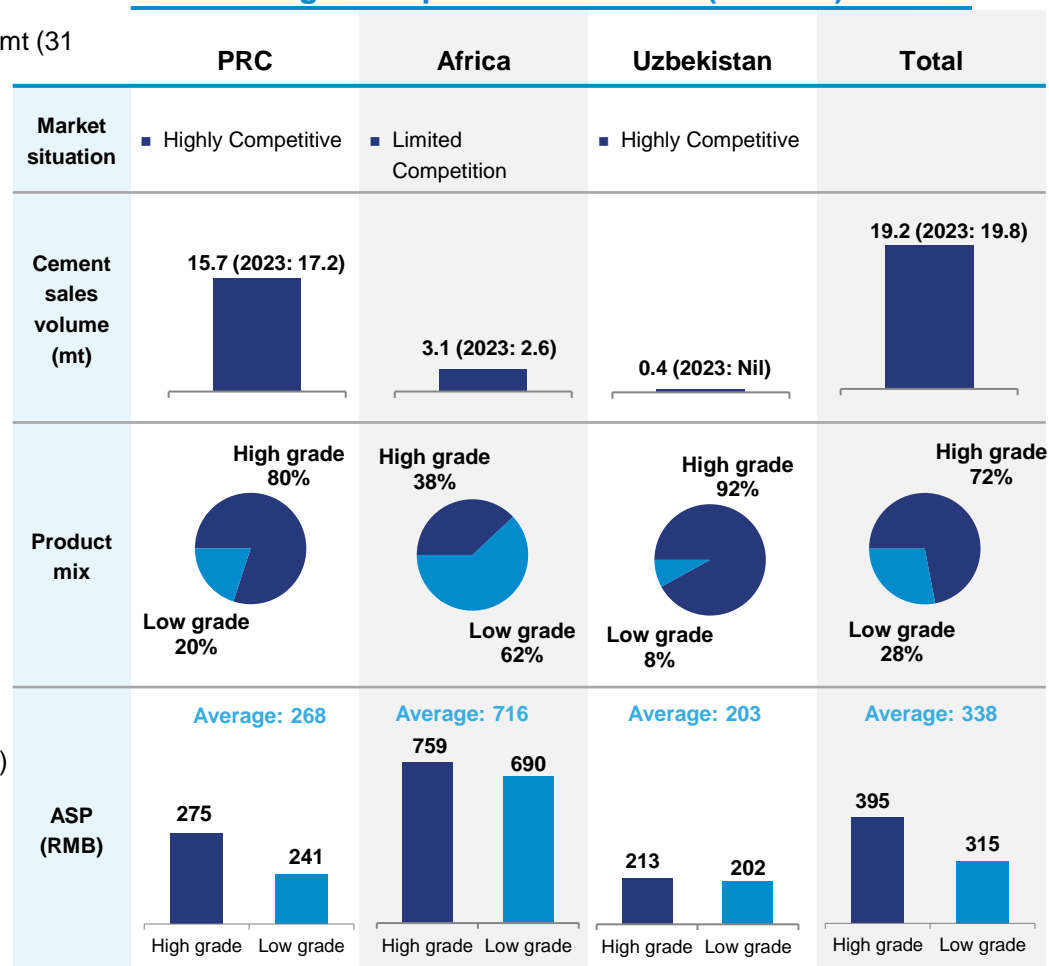 mt (31
PRC
Africa
Uzbekistan
Total
Market
situation
■ Highly Competitive
■ Limited
Competition
■ Highly Competitive
Cement
sales
volume
(mt)
15.7 (2023: 17.2)
3.1 (2023: 2.6)
0.4 (2023: Nil)
19.2 (2023: 19.8)
Product
mix
High grade
80%
Low grade
20%
High grade
38%
Low grade
62%
High grade
92%
Low grade
8%
High grade
72%
Low grade
28%
)
ASP
(RMB)
Average: 268
275
241
High grade
Low grade
Average: 716
759
690
High grade
Low grade
Average: 203
213
202
High grade
Low grade
Average: 338
395
315
High grade
Low grade